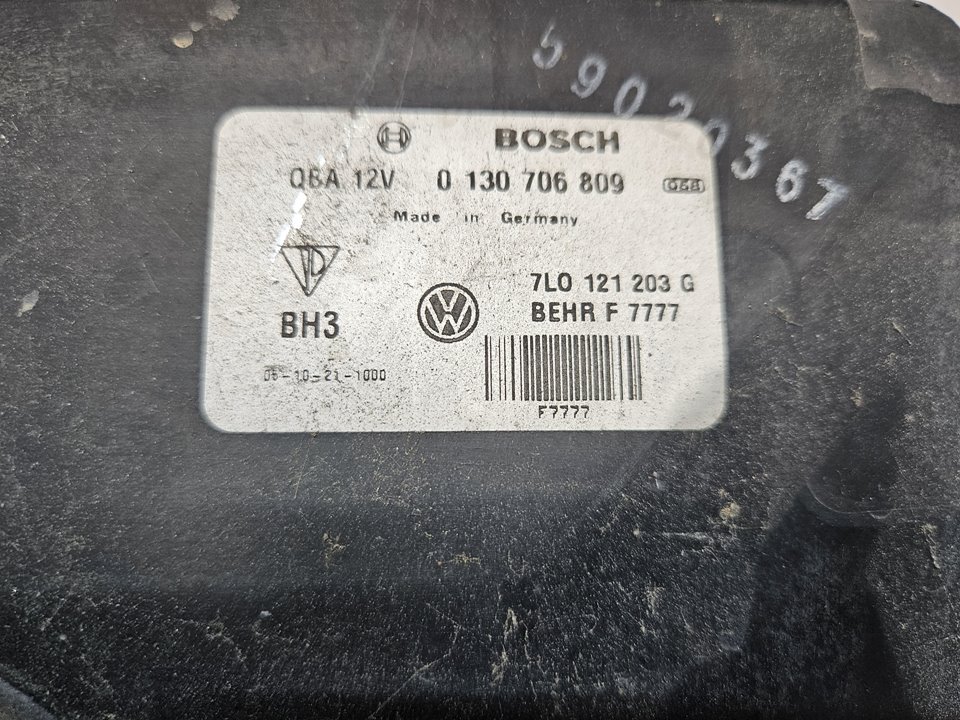 59020367
BOSCH
QBA 12V 0 130 706 809
Made in Germany
7L0 121 203 G
BH3 BEHR F 7777
06-10-21-1000
F7777